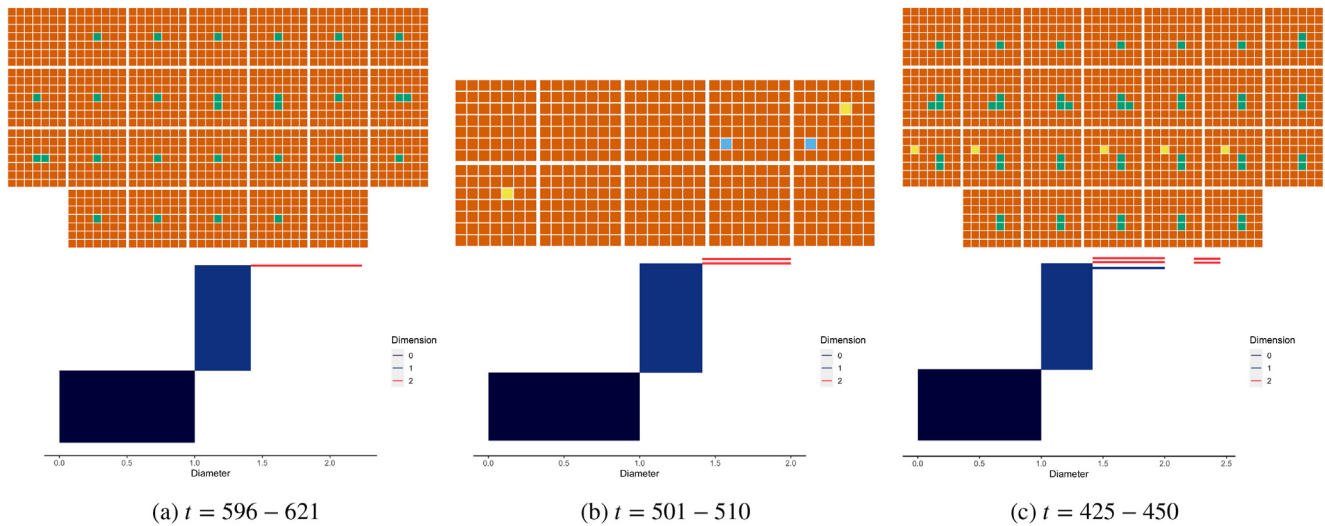 Dimension
0
1
2
0.0 0.5 1.0 1.5 2.0
Diameter
(a) t = 596 – 621
Dimension
0
1
2
0.0 0.5 1.0 1.5 2.0
Diameter
(b) t = 501 – 510
Dimension
0
1
2
0.0 0.5 1.0 1.5 2.0 2.5
Diameter
(c) t = 425 – 450